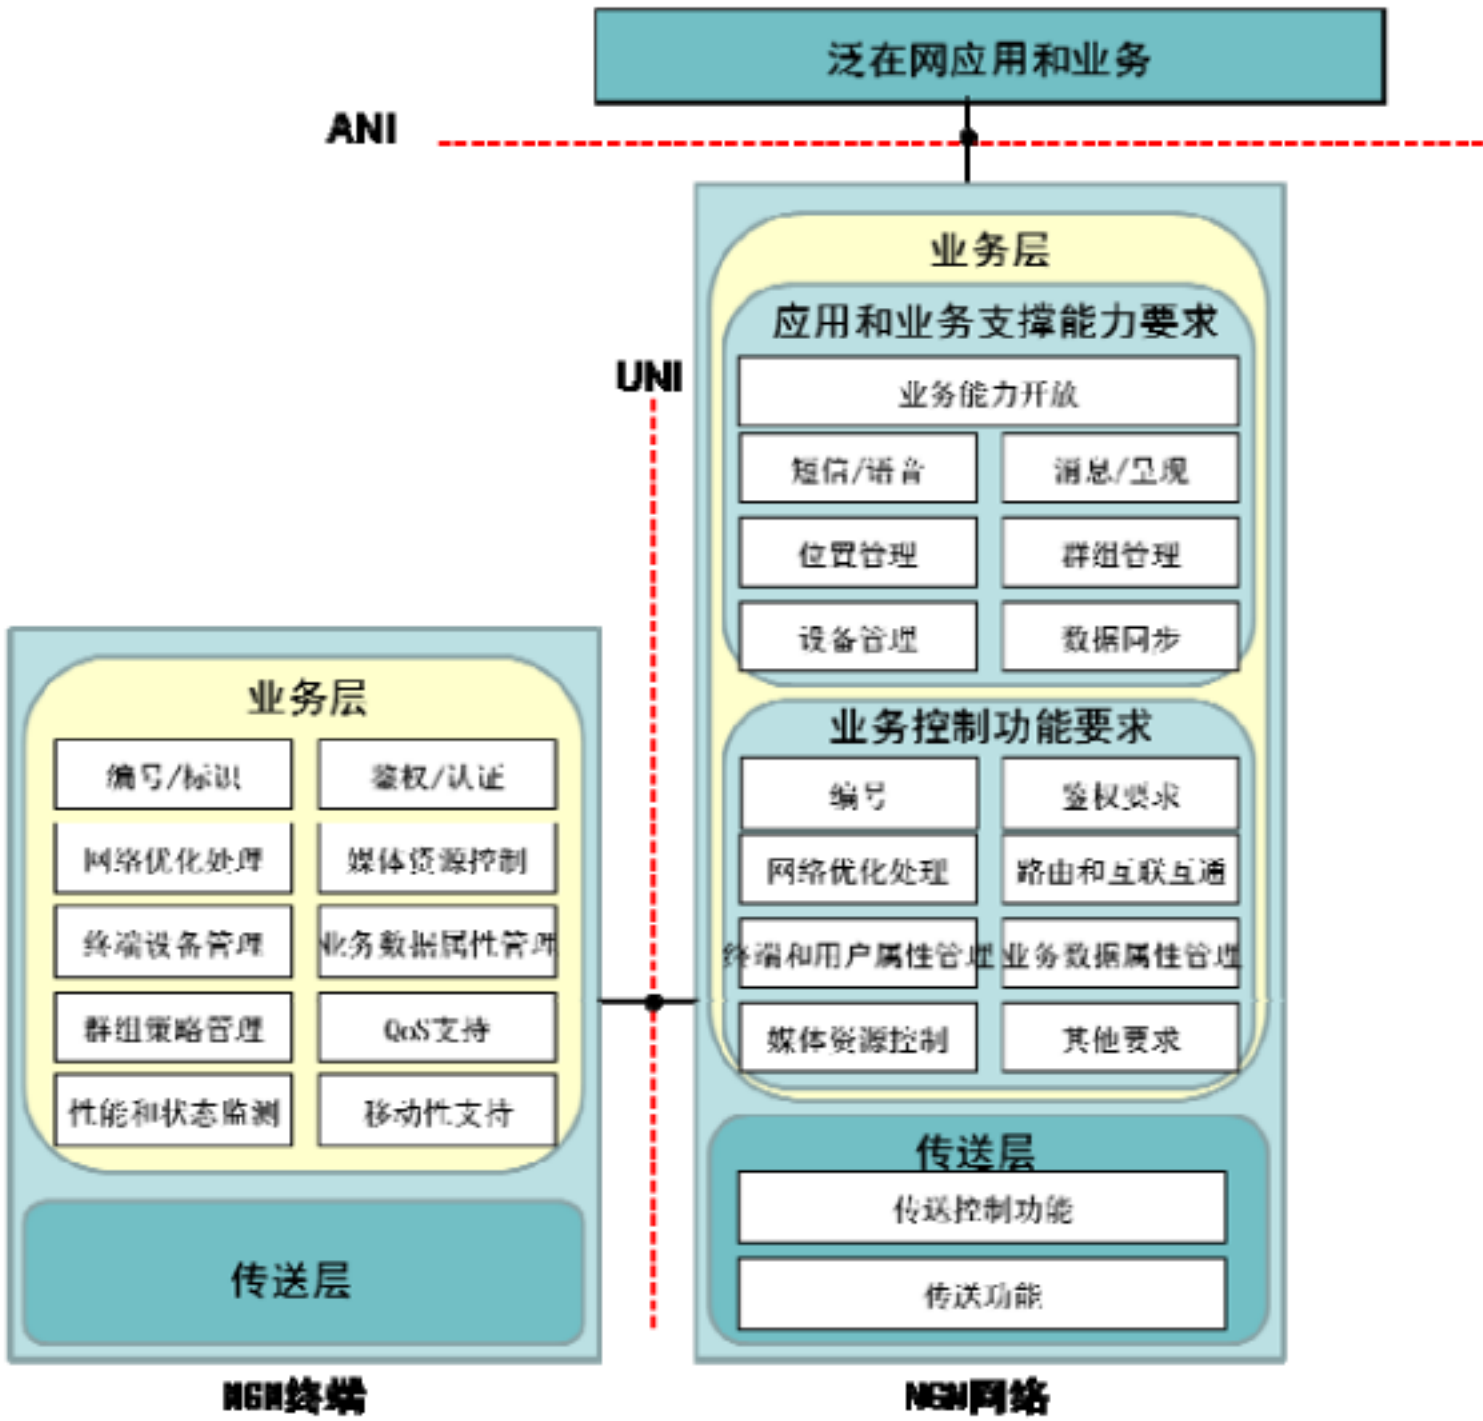 泛在网应用和业务
ANI
业务层
应用和业务支撑能力要求
UNI
业务能力开放
短信/语音
消息/呈现
位置管理
群组管理
设备管理
数据同步
业务控制功能要求
编号
鉴权要求
网络优化处理
路由和互联互通
终端和用户属性管理
业务数据属性管理
媒体资源控制
其他要求
传送层
传送控制功能
传送功能
NGN网络
业务层
编号/标识
鉴权/认证
网络优化处理
媒体资源控制
终端设备管理
业务数据属性管理
群组策略管理
QoS支持
性能和状态监测
移动性支持
传送层
NGN终端